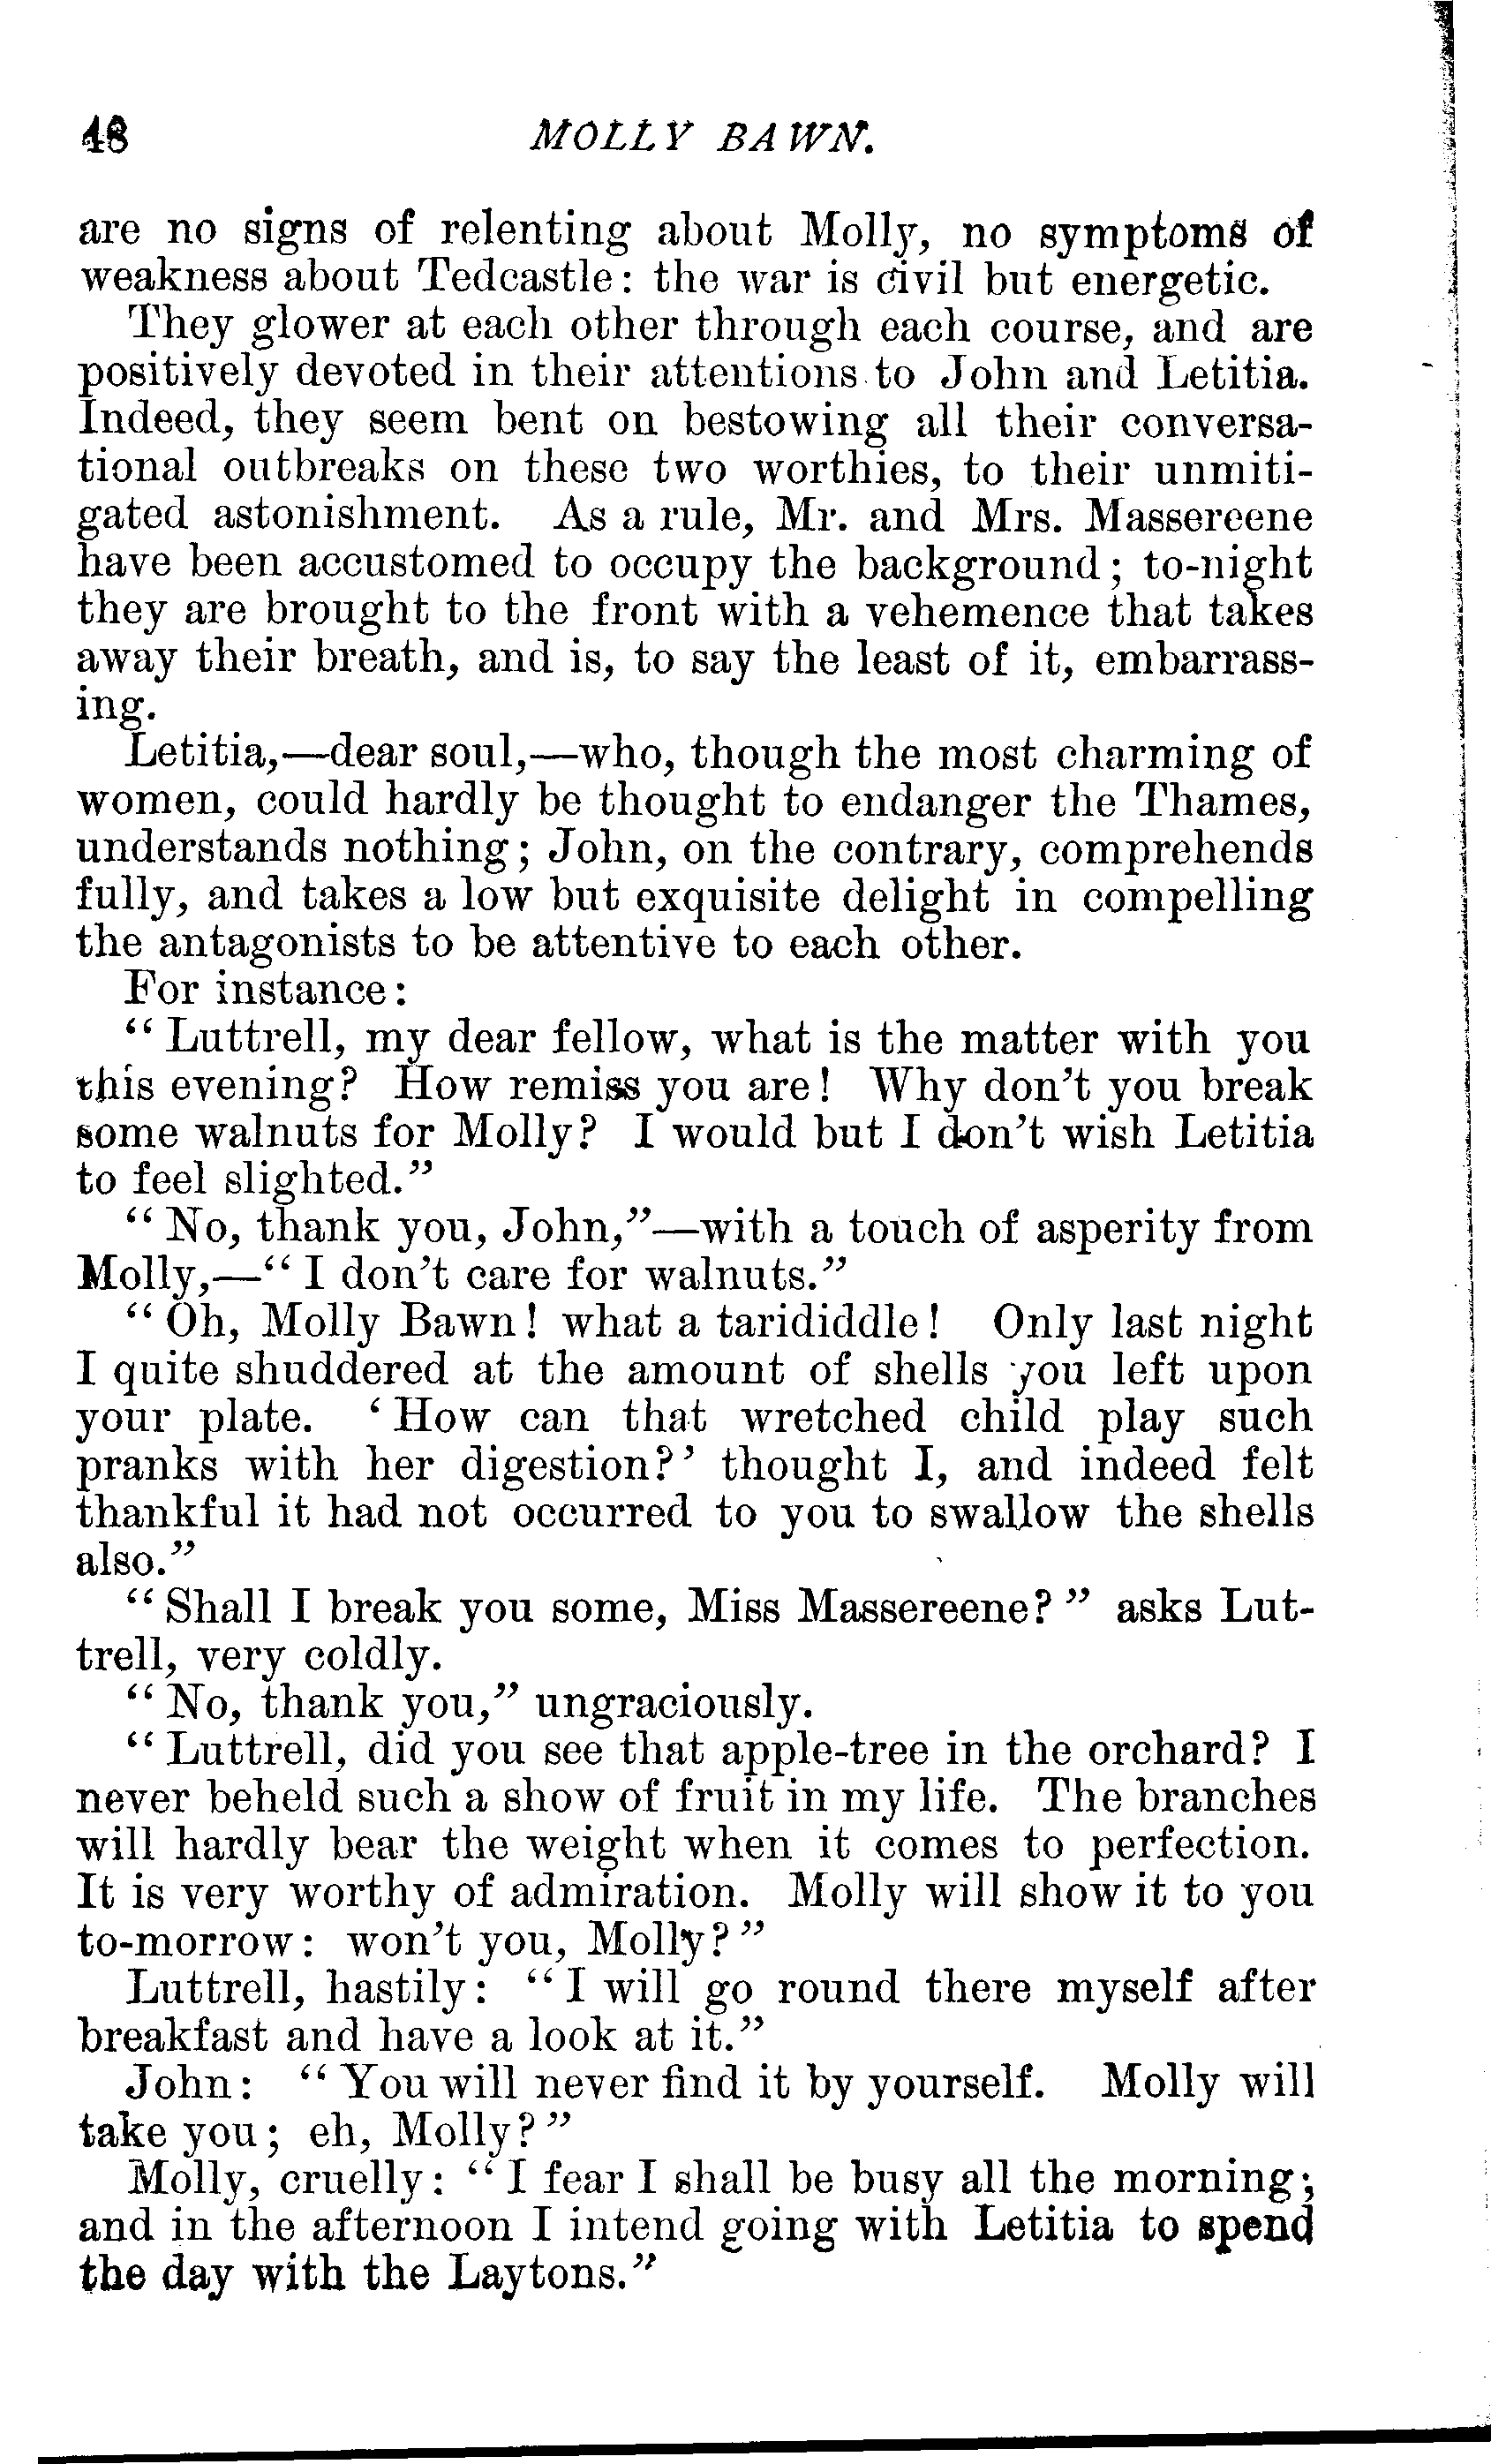 48 MOLLY BAWN.
are no signs of relenting about Molly, no symptoms of
weakness about Tedcastle: the war is civil but energetic.
They glower at each other through each course, and are
positively devoted in their attentions to John and Letitia.
Indeed, they seem bent on bestowing all their conversa-
tional outbreaks on these two worthies, to their unmiti-
gated astonishment. As a rule, Mr. and Mrs. Massereene
have been accustomed to occupy the background; to-night
they are brought to the front with a vehemence that takes
away their breath, and is, to say the least of it, embarrass-
ing.
Letitia,—dear soul,—who, though the most charming of
women, could hardly be thought to endanger the Thames,
understands nothing; John, on the contrary, comprehends
fully, and takes a low but exquisite delight in compelling
the antagonists to be attentive to each other.
For instance:
“Luttrell, my dear fellow, what is the matter with you
this evening? How remiss you are! Why don’t you break
some walnuts for Molly? I would but I don’t wish Letitia
to feel slighted.”
“No, thank you, John,”—with a touch of asperity from
Molly,—“I don’t care for walnuts.”
“Oh, Molly Bawn! what a tarididdle! Only last night
I quite shuddered at the amount of shells you left upon
your plate. ‘How can that wretched child play such
pranks with her digestion?’ thought I, and indeed felt
thankful it had not occurred to you to swallow the shells
also.”
“Shall I break you some, Miss Massereene?” asks Lut-
trell, very coldly.
“No, thank you,” ungraciously.
“Luttrell, did you see that apple-tree in the orchard? I
never beheld such a show of fruit in my life. The branches
will hardly bear the weight when it comes to perfection.
It is very worthy of admiration. Molly will show it to you
to-morrow: won’t you, Molly?”
Luttrell, hastily: “I will go round there myself after
breakfast and have a look at it.”
John: “You will never find it by yourself. Molly will
take you; eh, Molly?”
Molly, cruelly: “I fear I shall be busy all the morning;
and in the afternoon I intend going with Letitia to spend
the day with the Laytons.”